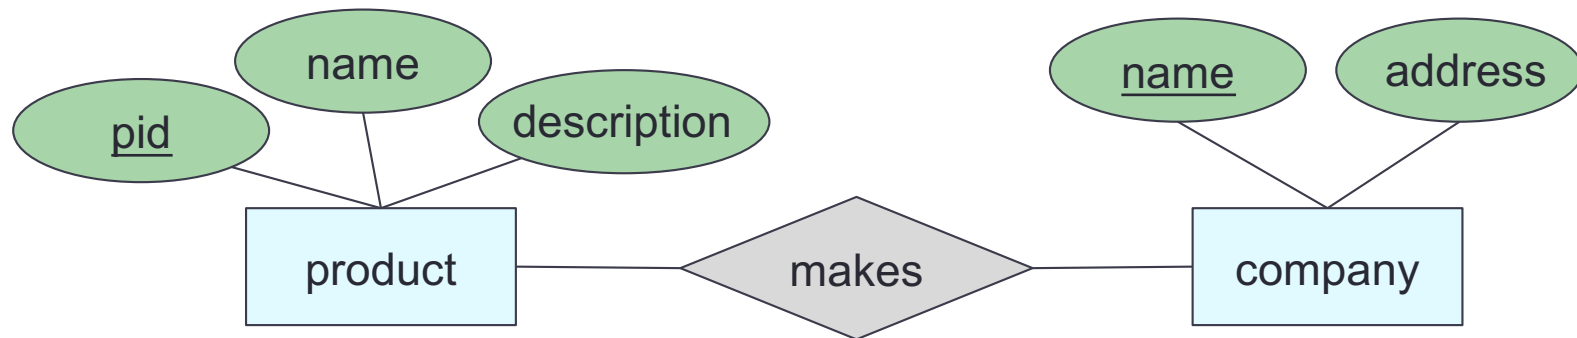 name
pid
description
name
address
product
makes
company